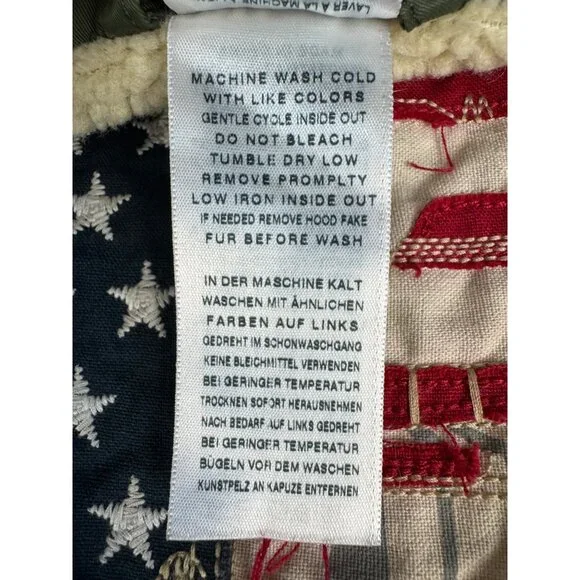 LAVER À LA MACHINE
MACHINE WASH COLD
WITH LIKE COLORS
GENTLE CYCLE INSIDE OUT
DO NOT BLEACH
TUMBLE DRY LOW
REMOVE PROMPLTY
LOW IRON INSIDE OUT
IF NEEDED REMOVE HOOD FAKE
FUR BEFORE WASH
IN DER MASCHINE KALT
WASCHEN MIT ÄHNLICHEN
FARBEN AUF LINKS
GEDREHT IM SCHONWASCHGANG
KEINE BLEICHMITTEL VERWENDEN
BEI GERINGER TEMPERATUR
TROCKNEN SOFORT HERAUSNEHMEN
NACH BEDARF AUF LINKS GEDREHT
BEI GERINGER TEMPERATUR
BÜGELN VOR DEM WASCHEN
KUNSTPELZ AN KAPUZE ENTFERNEN